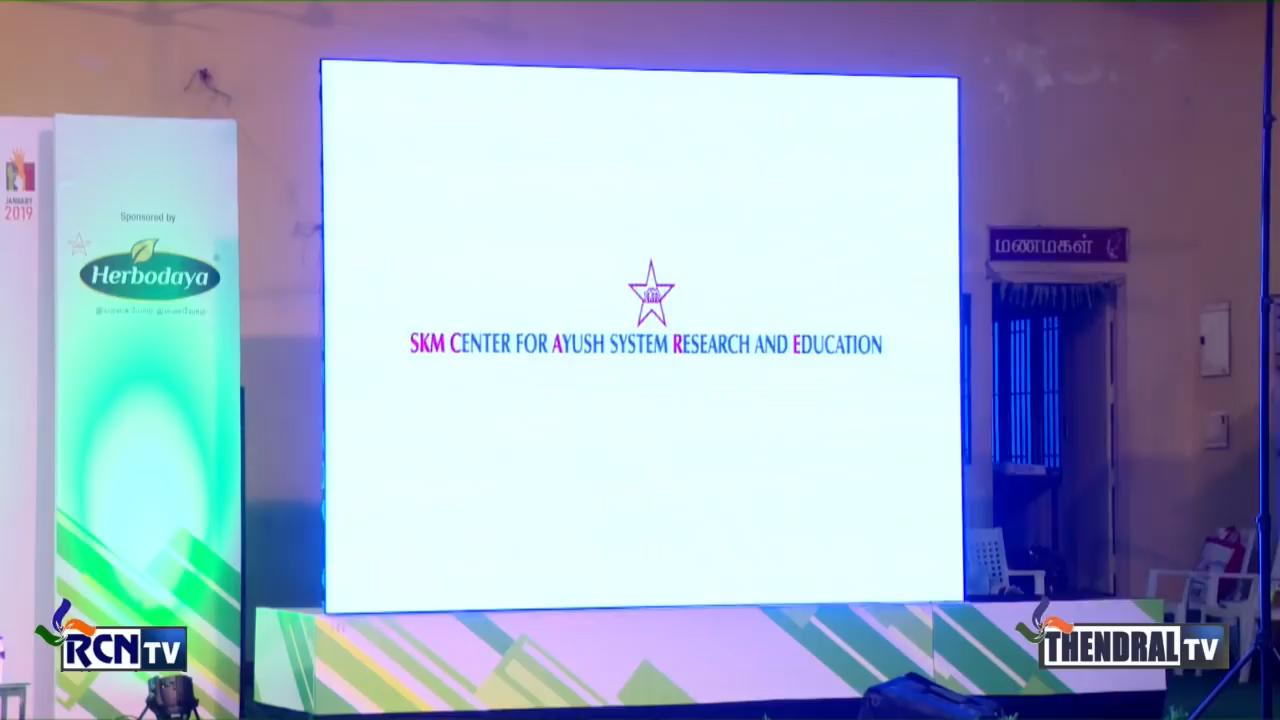 JANUARY
2019
Sponsored by
Herbodaya
SKM CENTER FOR AYUSH SYSTEM RESEARCH AND EDUCATION
மணமகள்
RCN TV
THENDRAL TV